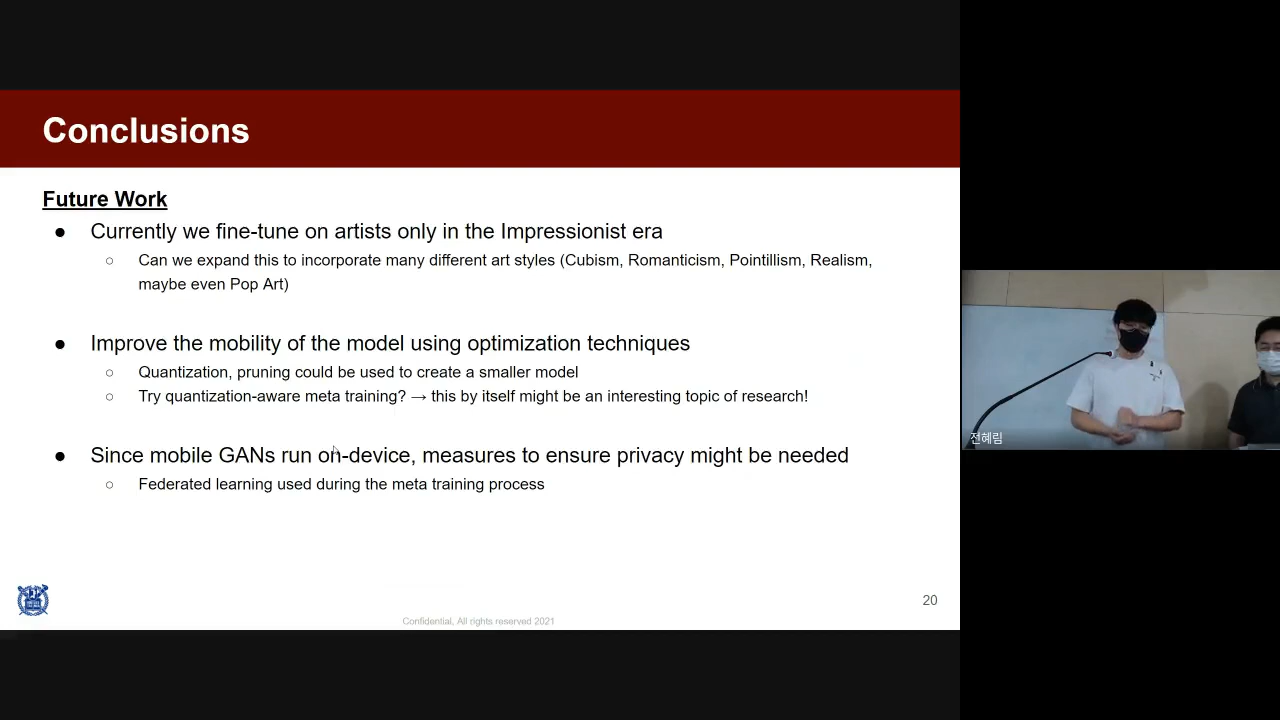 Conclusions
Future Work
● Currently we fine-tune on artists only in the Impressionist era
○ Can we expand this to incorporate many different art styles (Cubism, Romanticism, Pointillism, Realism,
maybe even Pop Art)
● Improve the mobility of the model using optimization techniques
○ Quantization, pruning could be used to create a smaller model
○ Try quantization-aware meta training? → this by itself might be an interesting topic of research!
● Since mobile GANs run on-device, measures to ensure privacy might be needed
○ Federated learning used during the meta training process
20
Confidential, All rights reserved 2021
전혜림